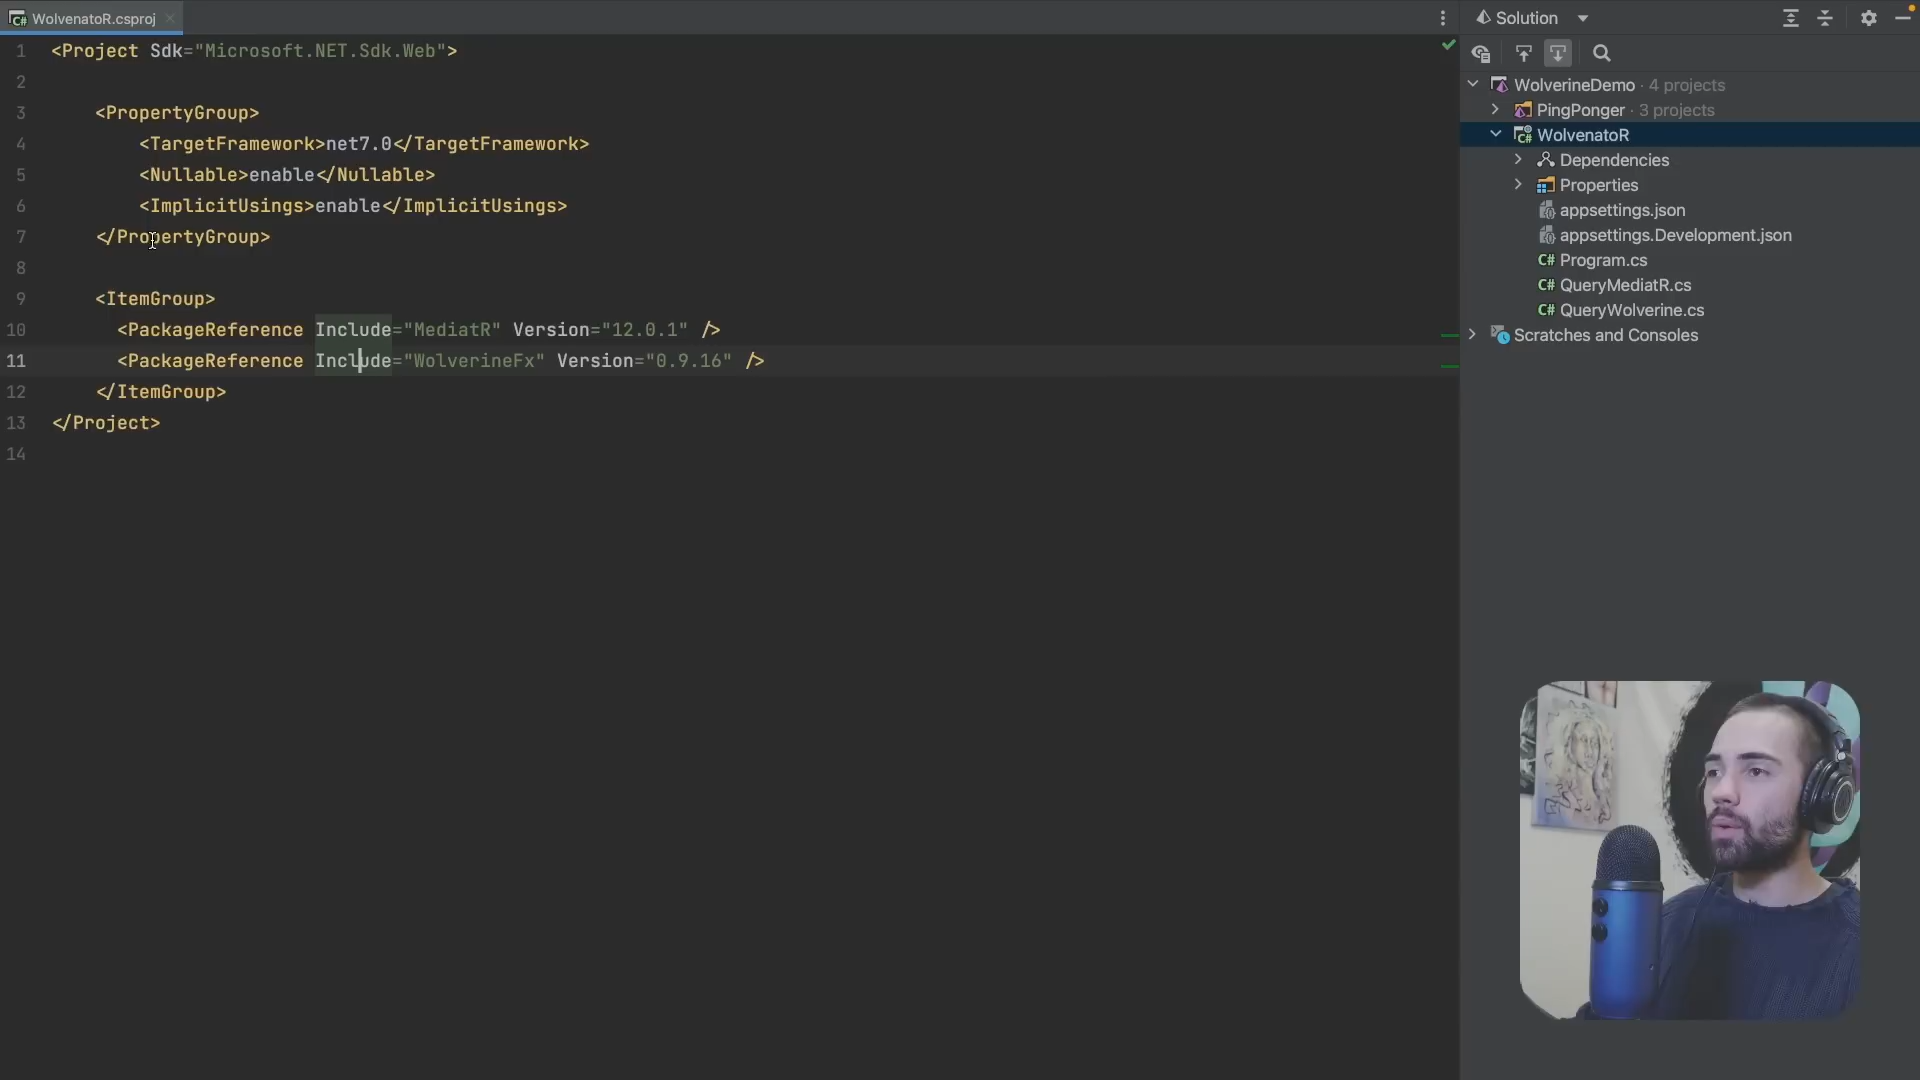 WolvenatoR.csproj
1 <Project Sdk="Microsoft.NET.Sdk.Web">
2
3 <PropertyGroup>
4 <TargetFramework>net7.0</TargetFramework>
5 <Nullable>enable</Nullable>
6 <ImplicitUsings>enable</ImplicitUsings>
7 </PropertyGroup>
8
9 <ItemGroup>
10 <PackageReference Include="MediatR" Version="12.0.1" />
11 <PackageReference Include="WolverineFx" Version="0.9.16" />
12 </ItemGroup>
13 </Project>
14
Solution
WolverineDemo · 4 projects
PingPonger · 3 projects
WolvenatoR
Dependencies
Properties
appsettings.json
appsettings.Development.json
C# Program.cs
C# QueryMediatR.cs
C# QueryWolverine.cs
Scratches and Consoles